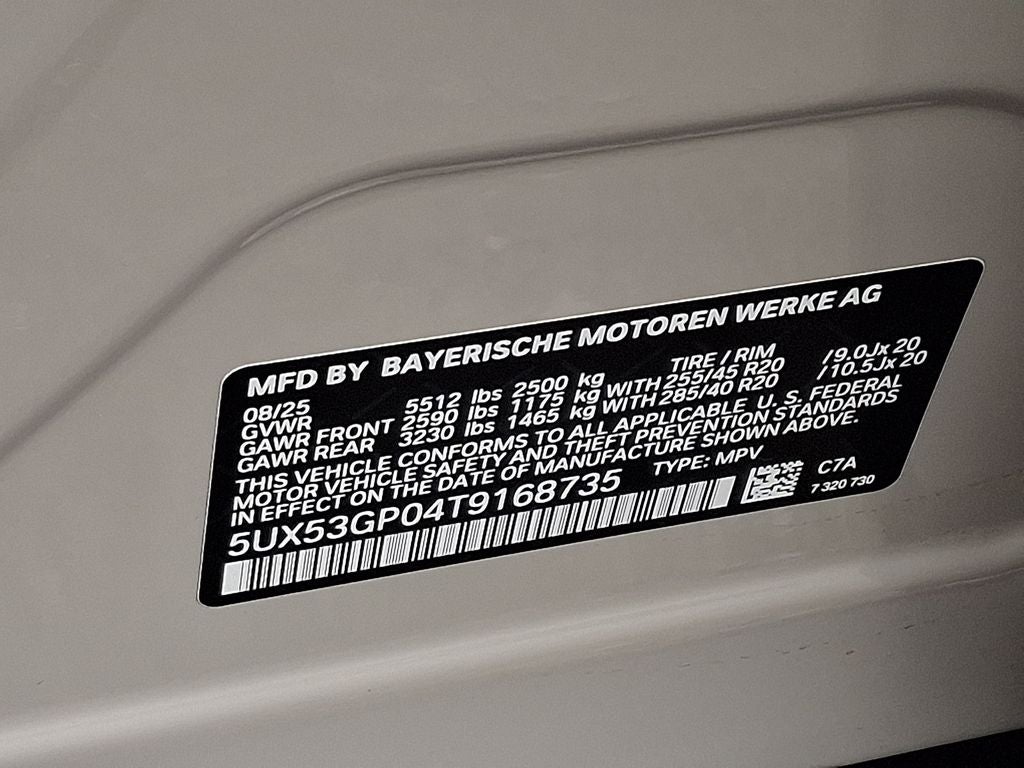 MFD BY BAYERISCHE MOTOREN WERKE AG
08/25 TIRE / RIM
GVWR 5512 lbs 2500 kg
GAWR FRONT 2590 lbs 1175 kg WITH 255/45 R20 /9.0Jx20
GAWR REAR 3230 lbs 1465 kg WITH 285/40 R20 /10.5Jx20
THIS VEHICLE CONFORMS TO ALL APPLICABLE U. S. FEDERAL
MOTOR VEHICLE SAFETY AND THEFT PREVENTION STANDARDS
IN EFFECT ON THE DATE OF MANUFACTURE SHOWN ABOVE.
5UX53GP04T9168735 TYPE: MPV C7A
7 320 730